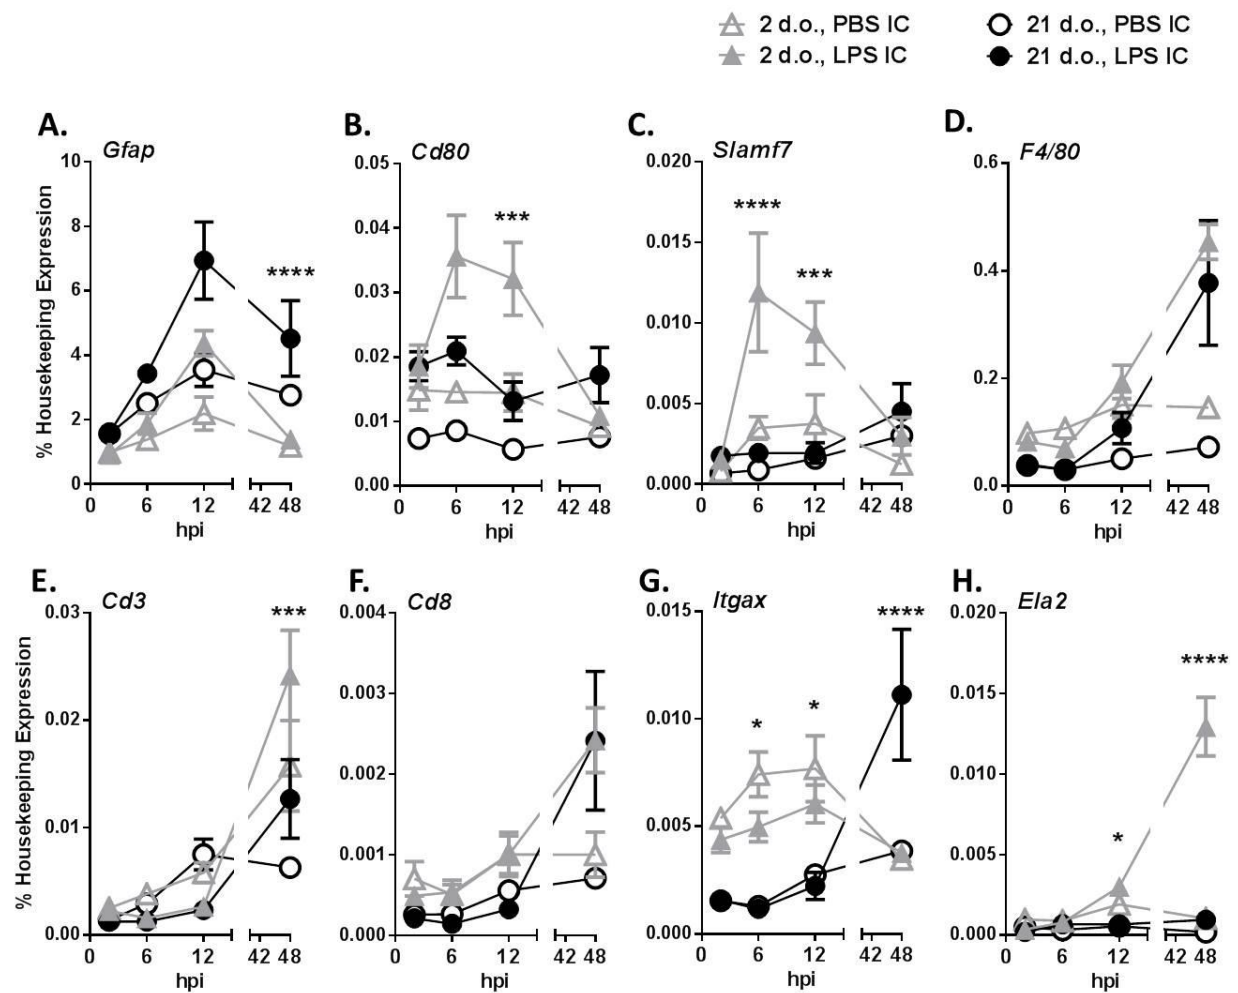 2 d.o., PBS IC 21 d.o., PBS IC
2 d.o., LPS IC 21 d.o., LPS IC
A. B. C. D.
Gfap Cd80 Slamf7 F4/80
% Housekeeping Expression
10
8
6
4
2
0
****
0 6 12 42 48
hpi
0.05
0.04
0.03
0.02
0.01
0.00
***
0 6 12 42 48
hpi
0.020
0.015
0.010
0.005
0.000
****
***
0 6 12 42 48
hpi
0.6
0.4
0.2
0.0
0 6 12 42 48
hpi
E. F. G. H.
Cd3 Cd8 Itgax Ela2
% Housekeeping Expression
0.03
0.02
0.01
0.00
***
0 6 12 42 48
hpi
0.004
0.003
0.002
0.001
0.000
0 6 12 42 48
hpi
0.015
0.010
0.005
0.000
*
*
****
0 6 12 42 48
hpi
0.020
0.015
0.010
0.005
0.000
*
****
0 6 12 42 48
hpi